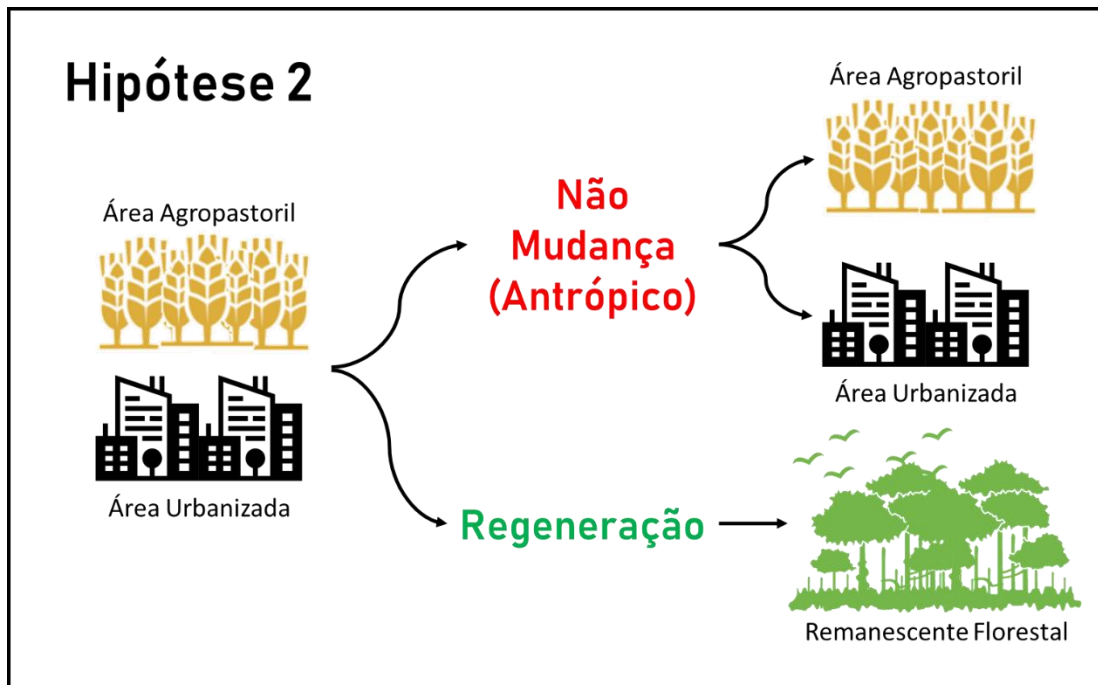 Hipótese 2
Área Agropastoril
Área Urbanizada
Não
Mudança
(Antrópico)
Regeneração
Área Agropastoril
Área Urbanizada
Remanescente Florestal